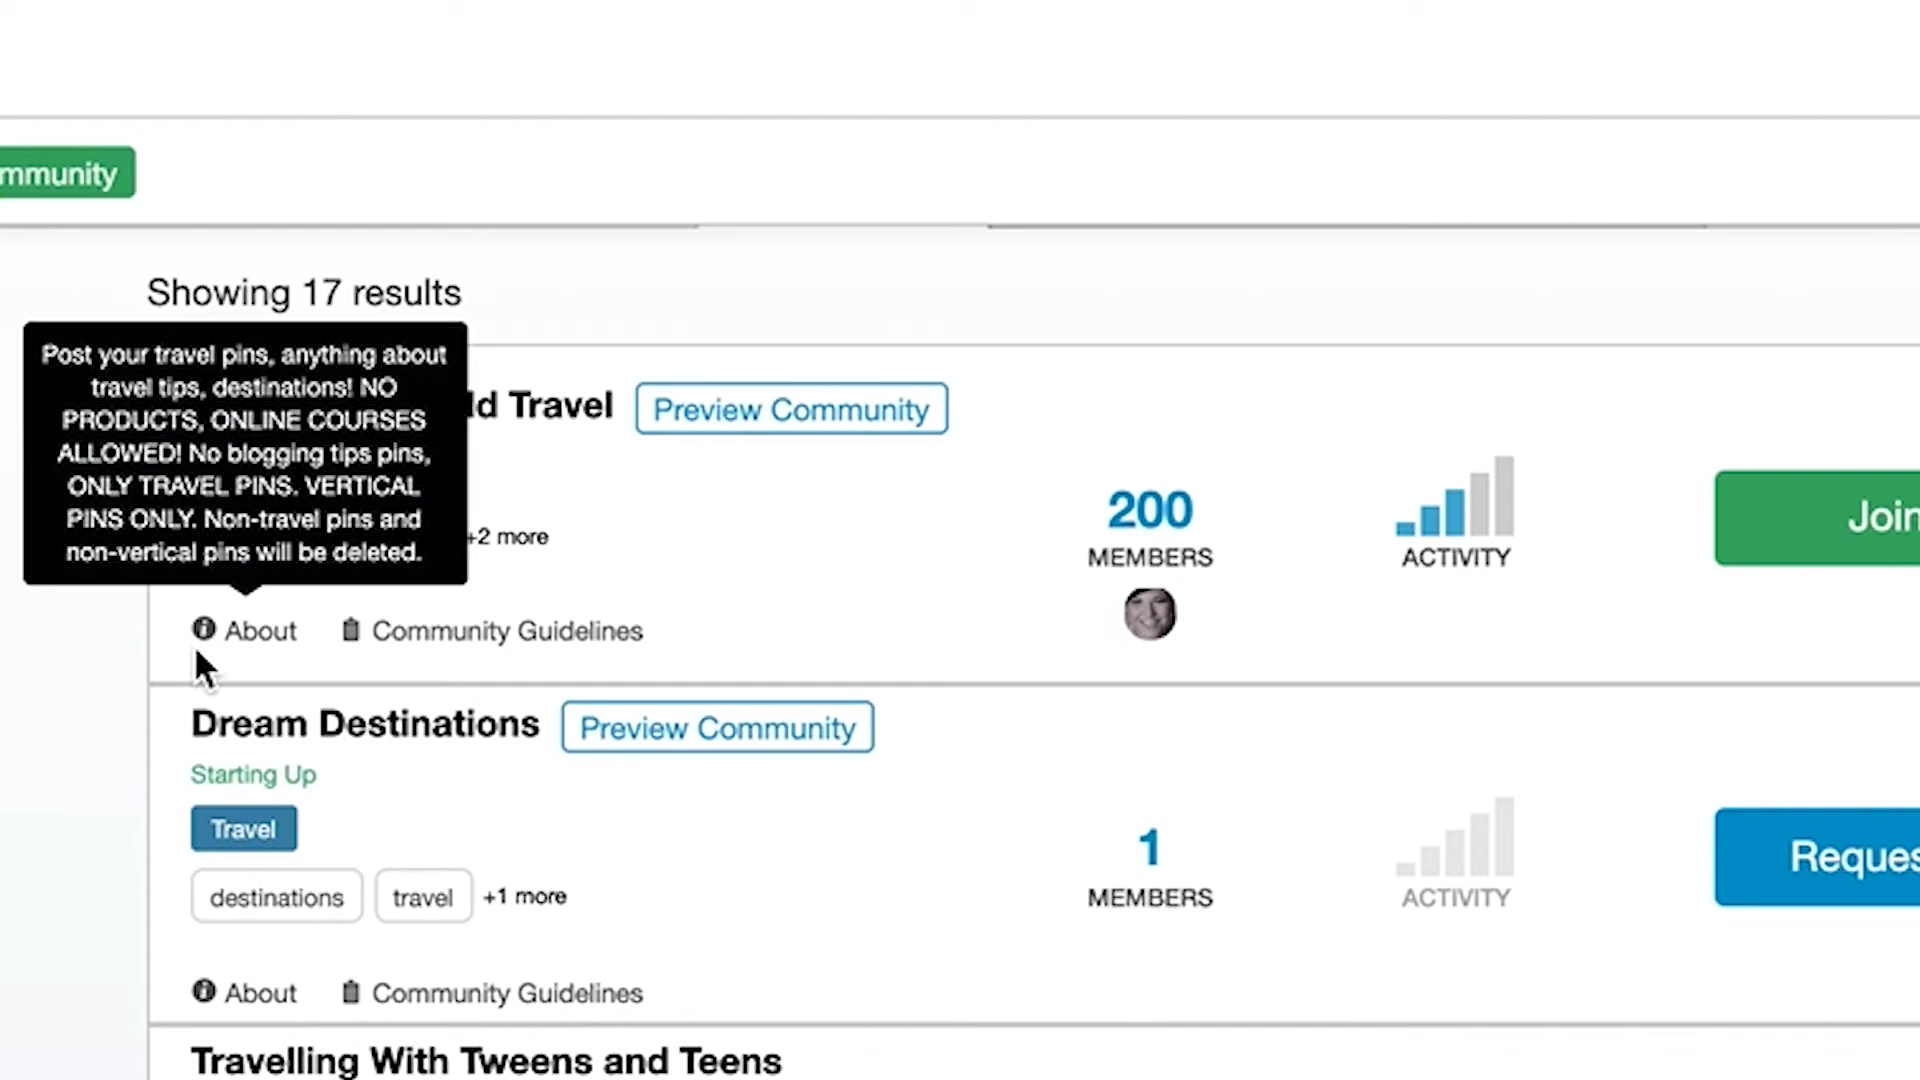 mmunity
Showing 17 results
Post your travel pins, anything about
travel tips, destinations! NO
PRODUCTS, ONLINE COURSES
ALLOWED! No blogging tips pins,
ONLY TRAVEL PINS. VERTICAL
PINS ONLY. Non-travel pins and
non-vertical pins will be deleted.
ld Travel
Preview Community
+2 more
200
MEMBERS
ACTIVITY
Join
About
Community Guidelines
Dream Destinations
Preview Community
Starting Up
Travel
destinations
travel
+1 more
1
MEMBERS
ACTIVITY
Reques
About
Community Guidelines
Travelling With Tweens and Teens